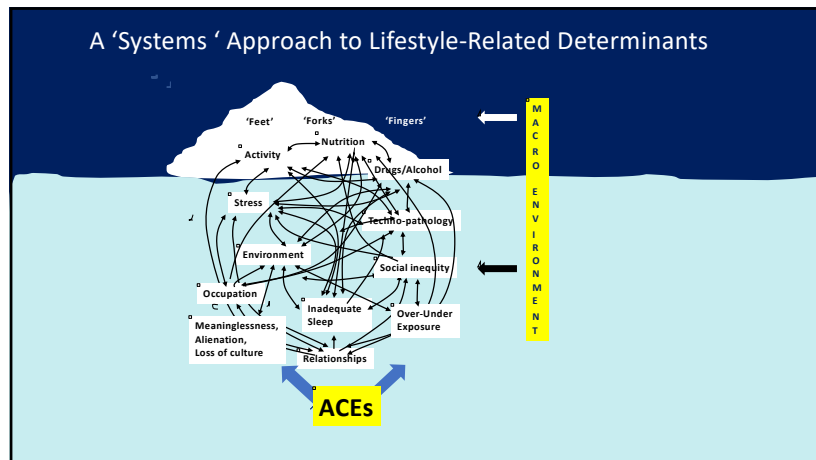 A ‘Systems ‘ Approach to Lifestyle-Related Determinants
‘Feet’ ‘Forks’ ‘Fingers’
Nutrition
Activity
Drugs/Alcohol
Stress
Techno-pathology
Environment
Social inequity
Occupation
Inadequate
Sleep
Over-Under
Exposure
Meaninglessness,
Alienation,
Loss of culture
Relationships
ACEs
MACRO ENVIRONMENT